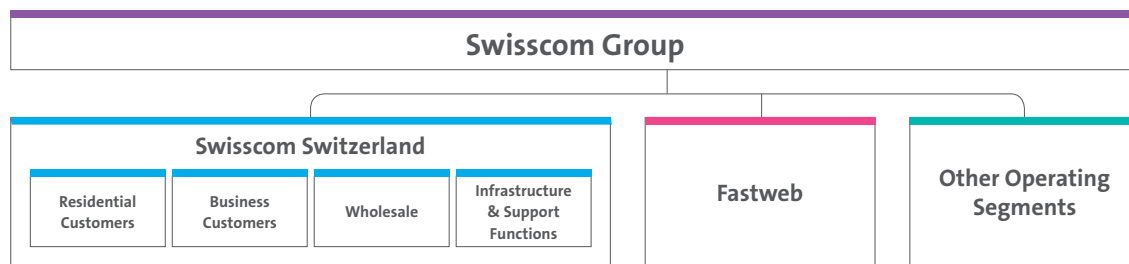 Swisscom Group
Swisscom Switzerland
Residential
Customers
Business
Customers
Wholesale
Infrastructure
& Support
Functions
Fastweb
Other Operating
Segments